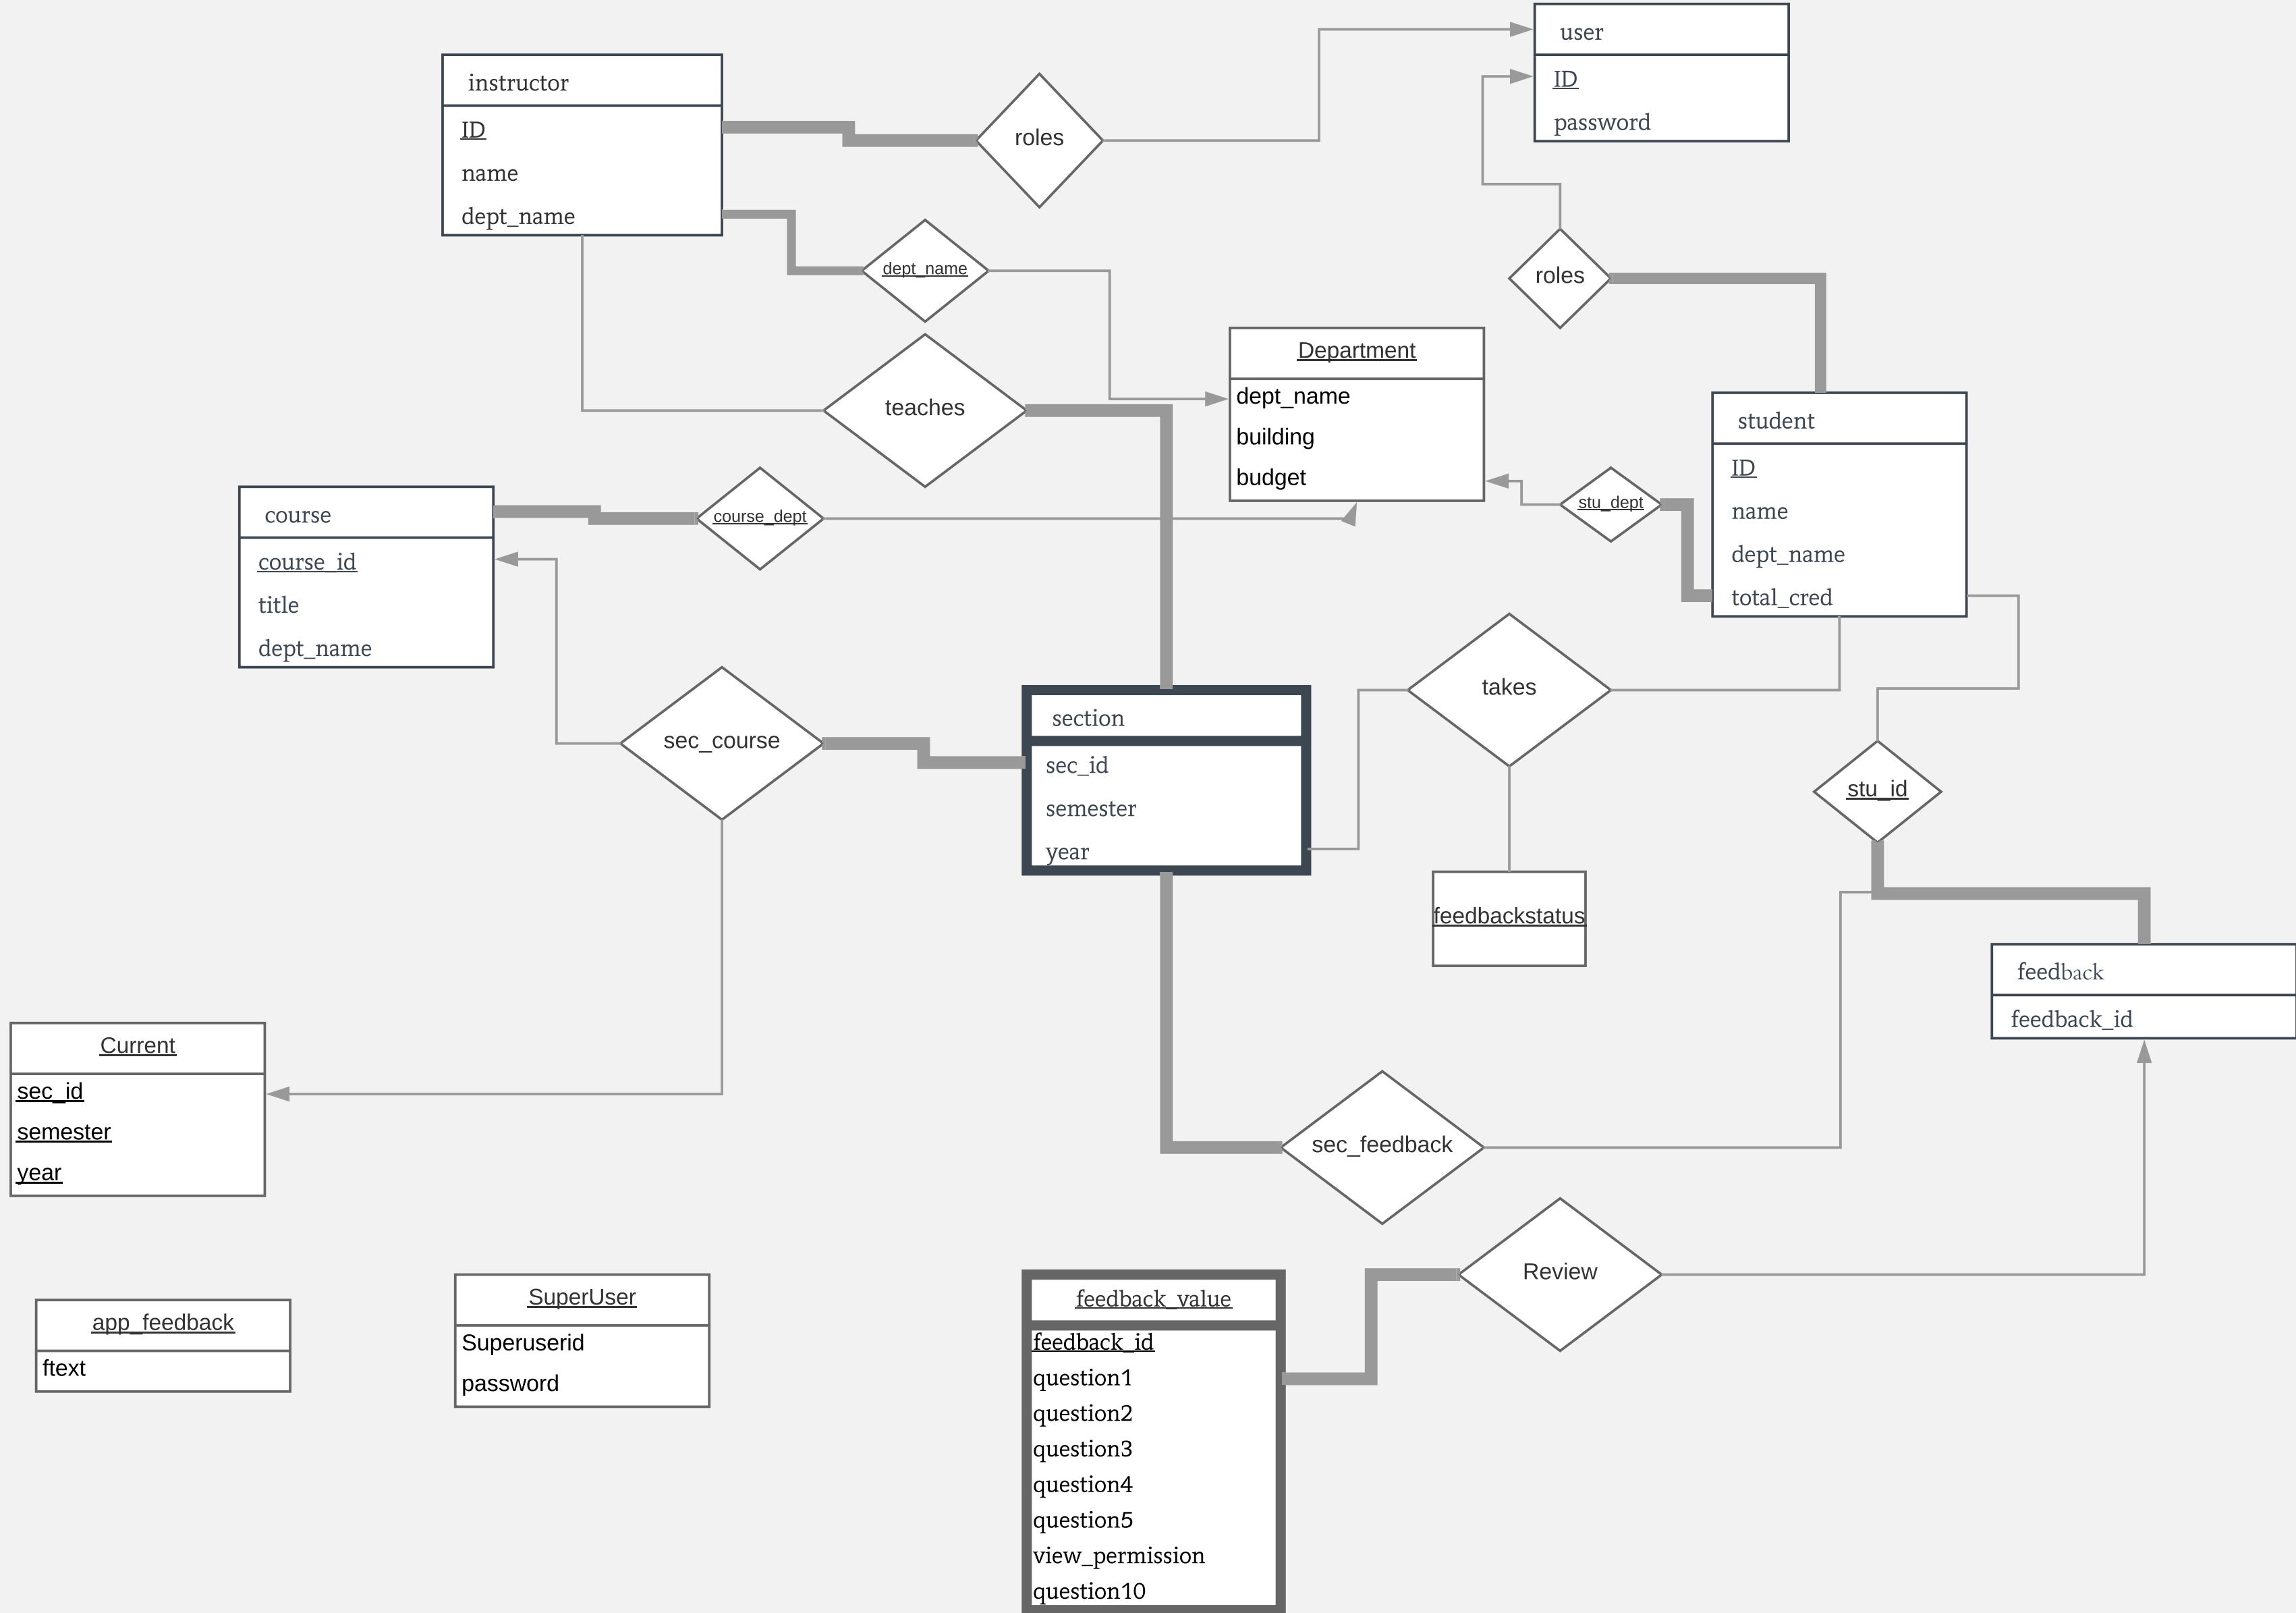 user
ID
password
instructor
ID
name
dept_name
roles
dept_name
roles
Department
dept_name
building
budget
teaches
student
ID
name
dept_name
total_cred
stu_dept
course
course_id
title
dept_name
course_dept
sec_course
section
sec_id
semester
year
takes
stu_id
feedbackstatus
feedback
feedback_id
Current
sec_id
semester
year
sec_feedback
Review
app_feedback
ftext
SuperUser
Superuserid
password
feedback_value
feedback_id
question1
question2
question3
question4
question5
view_permission
question10